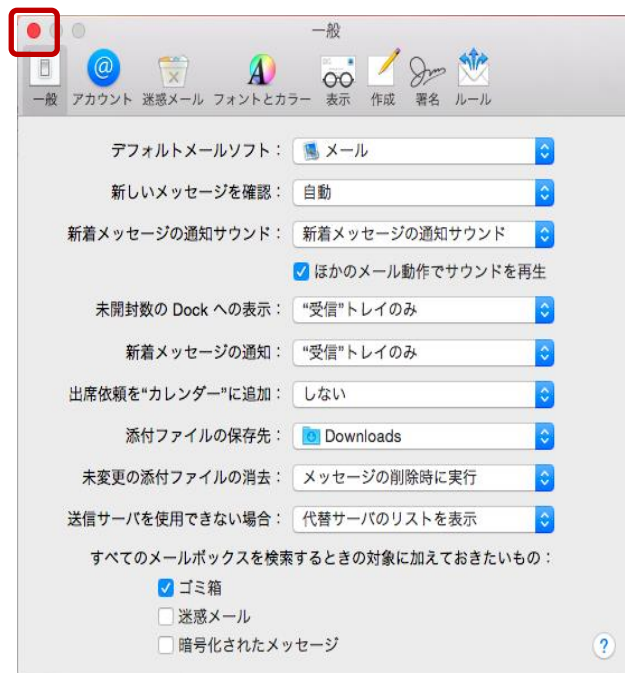 一般
一般 アカウント 迷惑メール フォントとカラー 表示 作成 署名 ルール
デフォルトメールソフト： メール
新しいメッセージを確認： 自動
新着メッセージの通知サウンド： 新着メッセージの通知サウンド
ほかのメール動作でサウンドを再生
未開封数の Dock への表示： “受信”トレイのみ
新着メッセージの通知： “受信”トレイのみ
出席依頼を“カレンダー”に追加： しない
添付ファイルの保存先： Downloads
未変更の添付ファイルの消去： メッセージの削除時に実行
送信サーバを使用できない場合： 代替サーバのリストを表示
すべてのメールボックスを検索するときの対象に加えておきたいもの：
ゴミ箱
迷惑メール
暗号化されたメッセージ
?